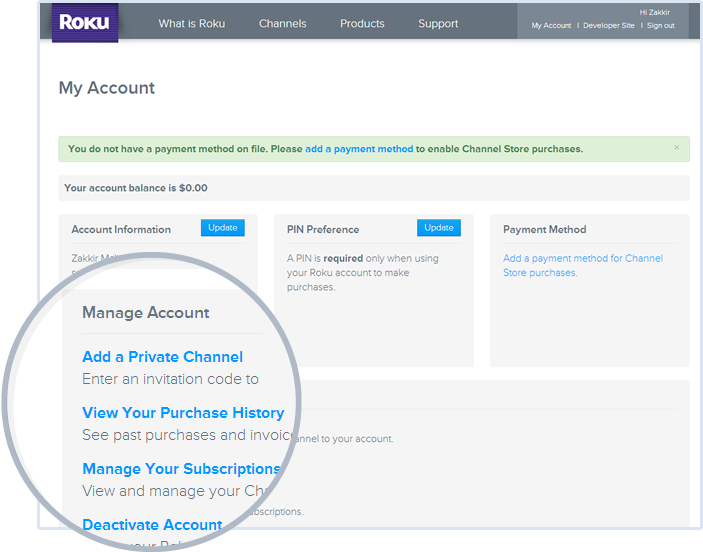 Roku
What is Roku Channels Products Support
Hi Zakkir
My Account | Developer Site | Sign out
My Account
You do not have a payment method on file. Please add a payment method to enable Channel Store purchases. ×
Your account balance is $0.00
Account Information Update
Zakkir
PIN Preference Update
A PIN is required only when using
your Roku account to make
purchases.
Payment Method
Add a payment method for Channel
Store purchases.
Manage Account
Add a Private Channel
Enter an invitation code to
View Your Purchase History
See past purchases and invoic
annel to your account.
Manage Your Subscriptions
View and manage your Cha
bscriptions.
Deactivate Account
your